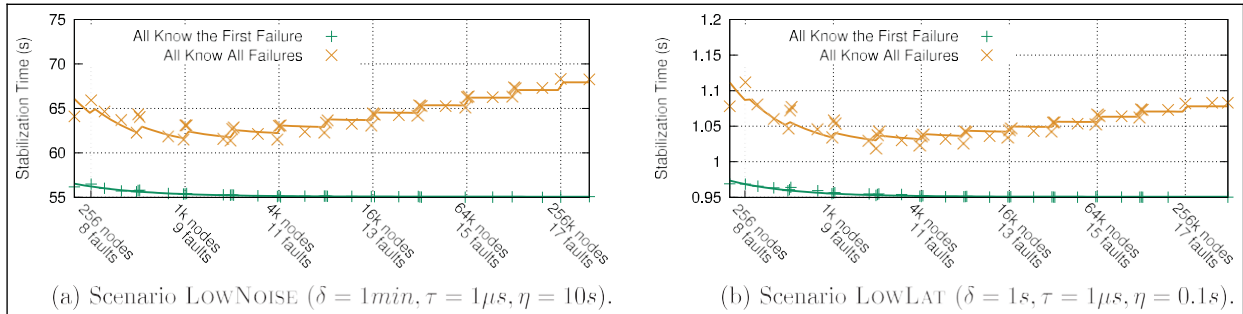 75
70
65
60
55
Stabilization Time (s)
All Know the First Failure
All Know All Failures
256 nodes
8 faults
1k nodes
9 faults
4k nodes
11 faults
16k nodes
13 faults
64k nodes
15 faults
256k nodes
17 faults
(a) Scenario LOWNOISE (δ = 1min, τ = 1μs, η = 10s).
1.2
1.15
1.1
1.05
1
0.95
Stabilization Time (s)
All Know the First Failure
All Know All Failures
256 nodes
8 faults
1k nodes
9 faults
4k nodes
11 faults
16k nodes
13 faults
64k nodes
15 faults
256k nodes
17 faults
(b) Scenario LOWLAT (δ = 1s, τ = 1μs, η = 0.1s).